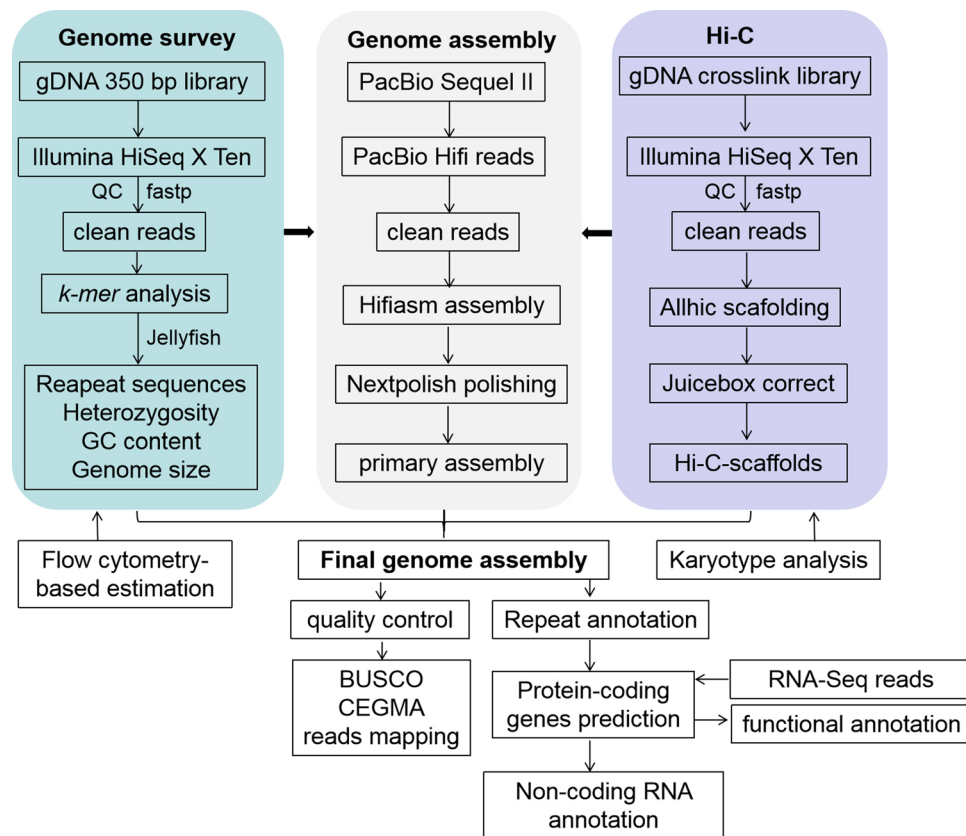 Genome survey
gDNA 350 bp library
Illumina HiSeq X Ten
QC fastp
clean reads
k-mer analysis
Jellyfish
Reapeat sequences
Heterozygosity
GC content
Genome size
Flow cytometry-
based estimation
Genome assembly
PacBio Sequel II
PacBio Hifi reads
clean reads
Hifiasm assembly
Nextpolish polishing
primary assembly
Hi-C
gDNA crosslink library
Illumina HiSeq X Ten
QC fastp
clean reads
Allhic scafolding
Juicebox correct
Hi-C-scaffolds
Karyotype analysis
Final genome assembly
quality control
BUSCO
CEGMA
reads mapping
Repeat annotation
Protein-coding
genes prediction
RNA-Seq reads
functional annotation
Non-coding RNA
annotation